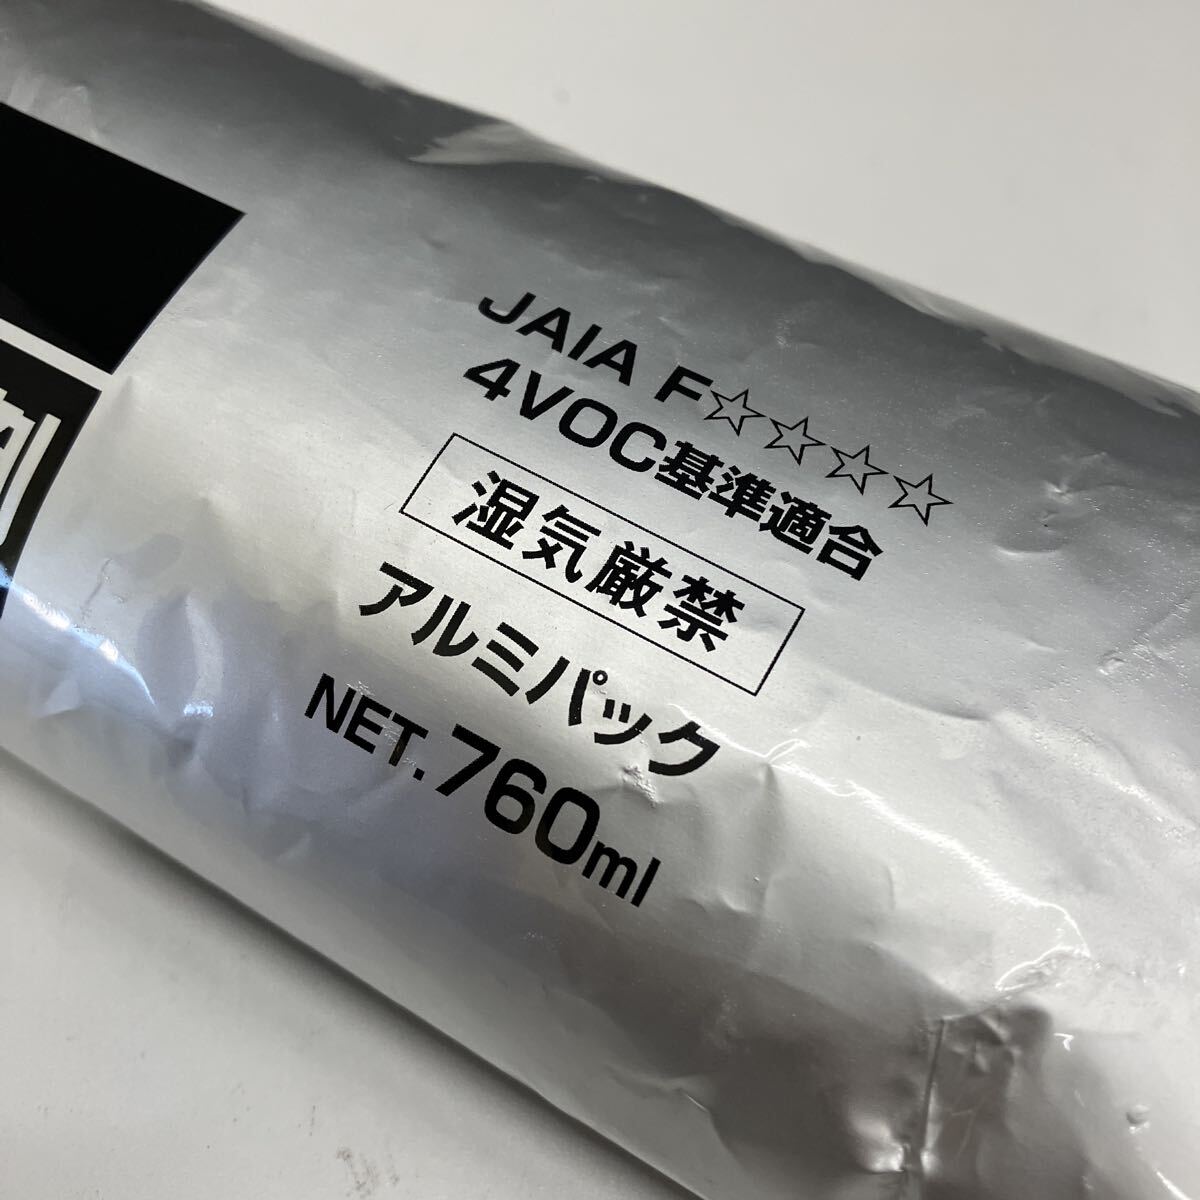 JAIA F☆☆☆☆
4VOC基準適合
湿気厳禁
アルミパック
NET.760ml
剤